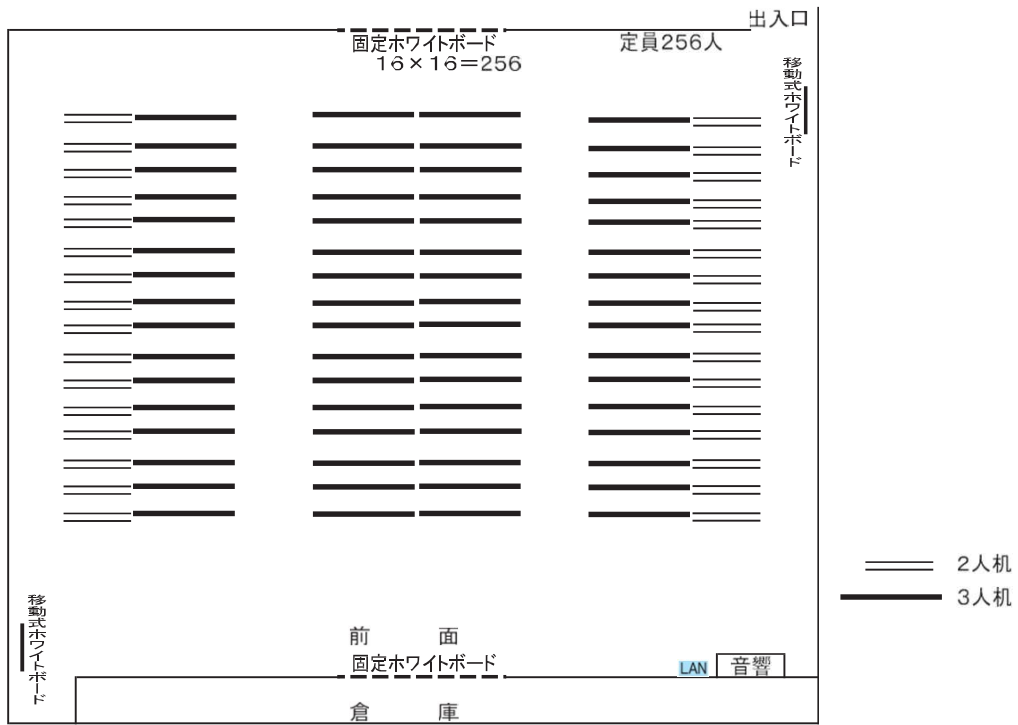 出入口
固定ホワイトボード
定員256人
16×16=256
移動式ホワイトボード
2人机
3人机
移動式ホワイトボード
前　面
固定ホワイトボード
LAN
音響
倉　庫